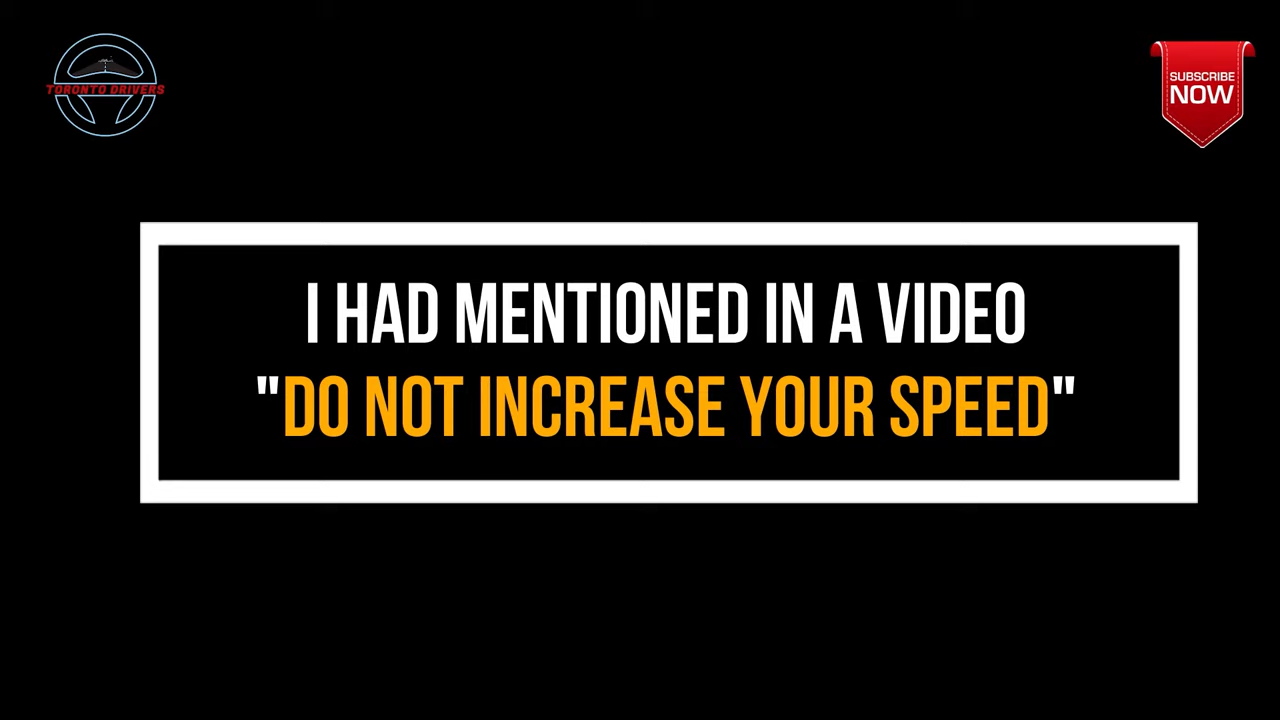 TORONTO DRIVERS
SUBSCRIBE
NOW
I HAD MENTIONED IN A VIDEO
"DO NOT INCREASE YOUR SPEED"